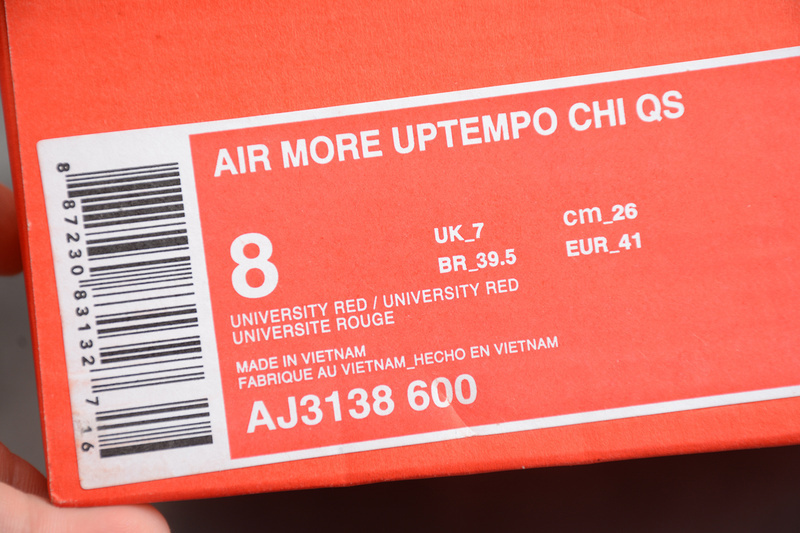 AIR MORE UPTEMPO CHI QS
8
UK_7
cm_26
BR_39.5
EUR_41
UNIVERSITY RED / UNIVERSITY RED
UNIVERSITE ROUGE
MADE IN VIETNAM
FABRIQUE AU VIETNAM_HECHO EN VIETNAM
AJ3138 600
8 87230 83132 7 16